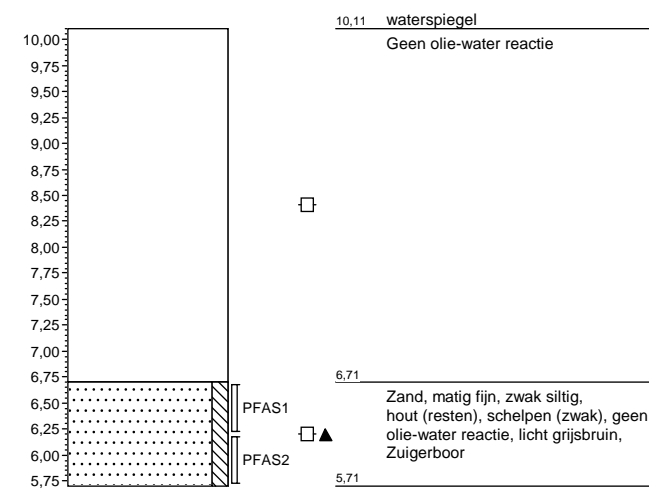 10,11 waterspiegel
Geen olie-water reactie
10,00
9,75
9,50
9,25
9,00
8,75
8,50
8,25
8,00
7,75
7,50
7,25
7,00
6,75
6,50
6,25
6,00
5,75
PFAS1
PFAS2
6,71
Zand, matig fijn, zwak siltig,
hout (resten), schelpen (zwak), geen
olie-water reactie, licht grijsbruin,
Zuigerboor
5,71